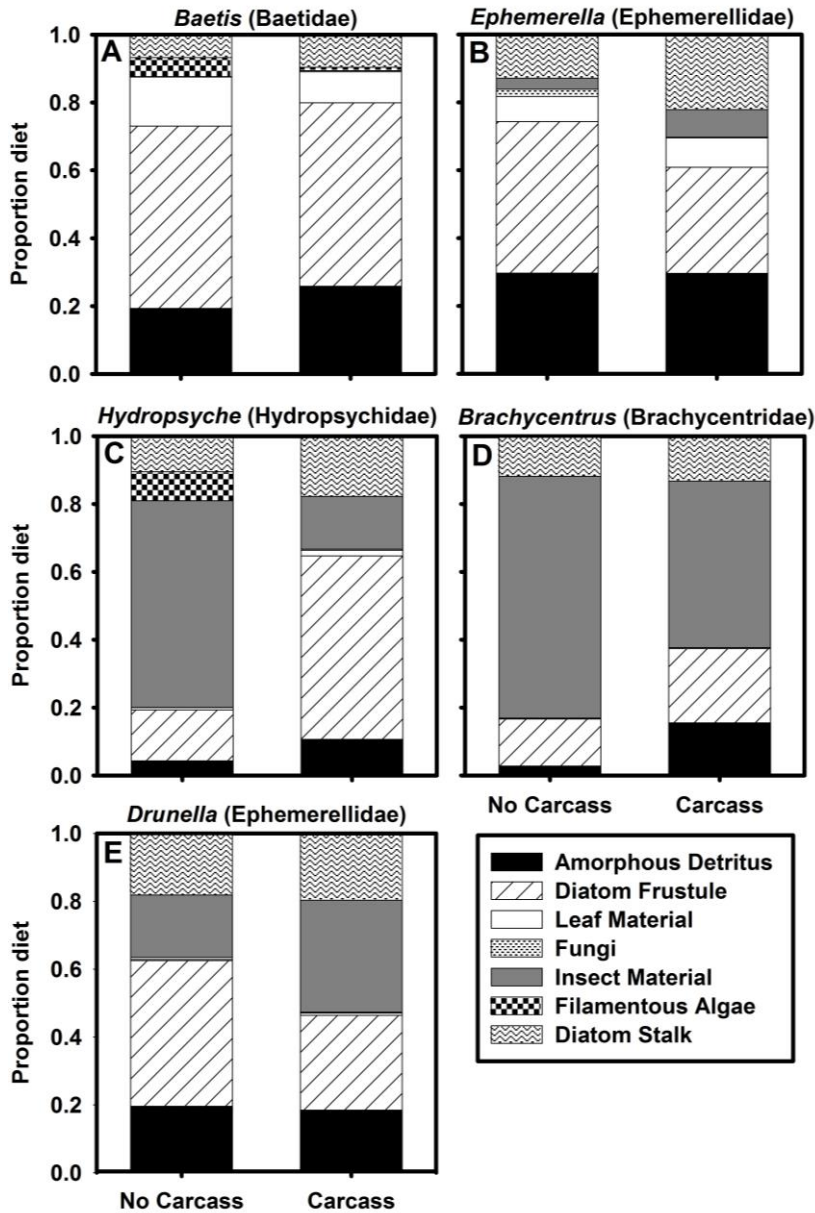 Baetis (Baetidae)
A
1.0
0.8
0.6
0.4
0.2
0.0
Proportion diet
Ephemerella (Ephemerellidae)
B
Hydropsyche (Hydropsychidae)
C
1.0
0.8
0.6
0.4
0.2
0.0
Proportion diet
Brachycentrus (Brachycentridae)
D
No Carcass Carcass
Drunella (Ephemerellidae)
E
1.0
0.8
0.6
0.4
0.2
0.0
Proportion diet
No Carcass Carcass
Amorphous Detritus
Diatom Frustule
Leaf Material
Fungi
Insect Material
Filamentous Algae
Diatom Stalk